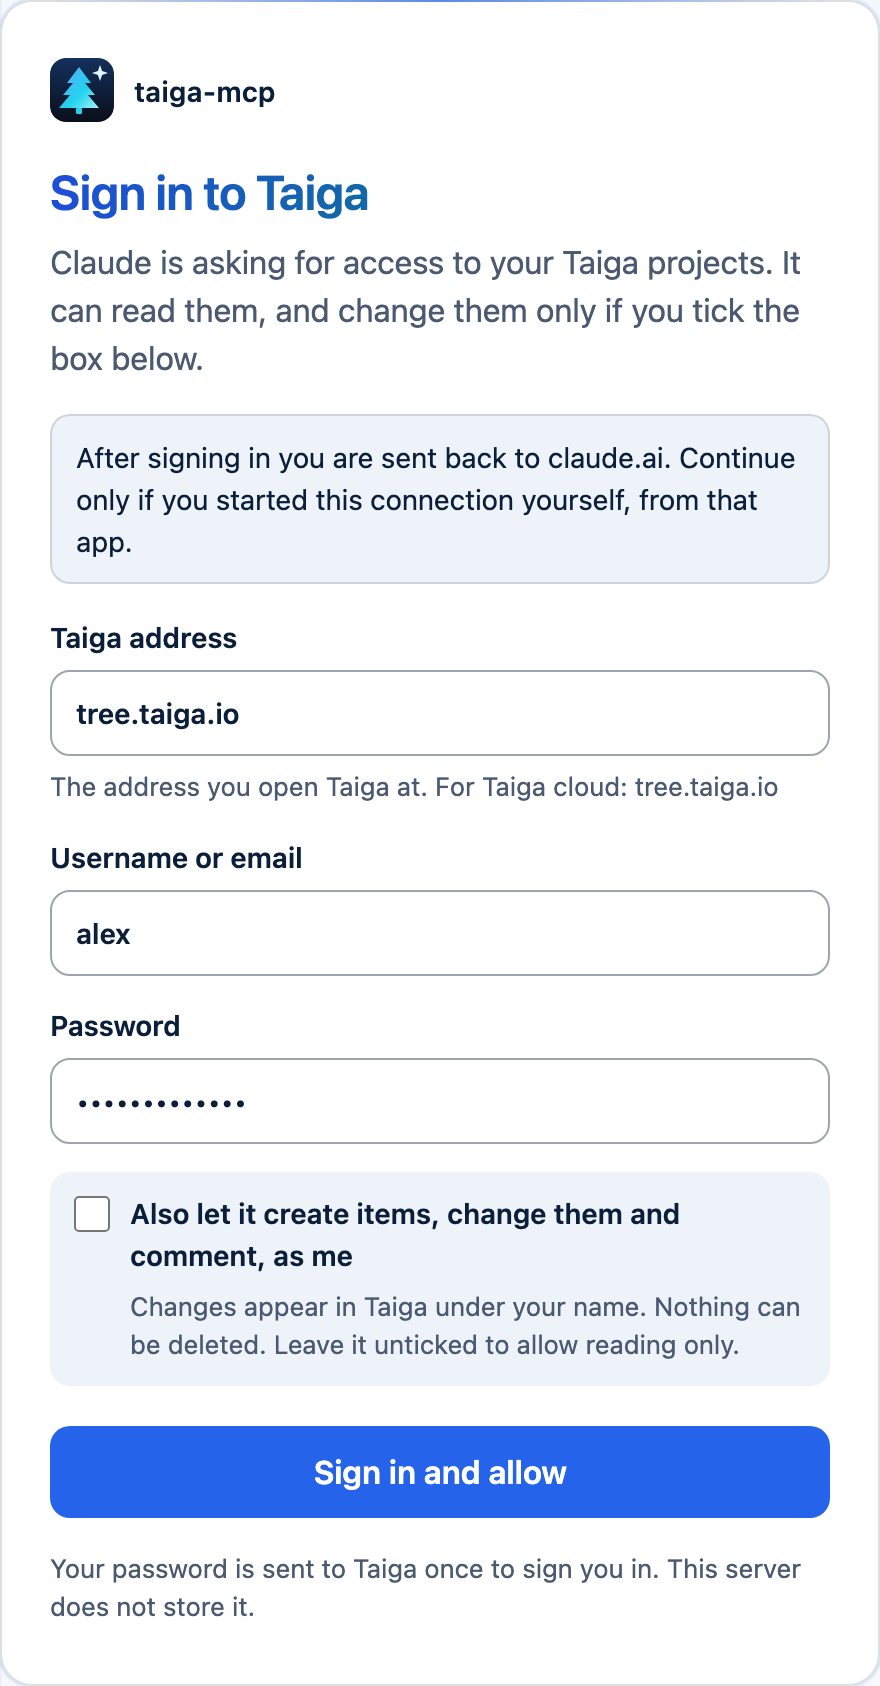 taiga-mcp
Sign in to Taiga
Claude is asking for access to your Taiga projects. It
can read them, and change them only if you tick the
box below.
After signing in you are sent back to claude.ai. Continue
only if you started this connection yourself, from that
app.
Taiga address
tree.taiga.io
The address you open Taiga at. For Taiga cloud: tree.taiga.io
Username or email
alex
Password
•••••••••••••
Also let it create items, change them and
comment, as me
Changes appear in Taiga under your name. Nothing can
be deleted. Leave it unticked to allow reading only.
Sign in and allow
Your password is sent to Taiga once to sign you in. This server
does not store it.